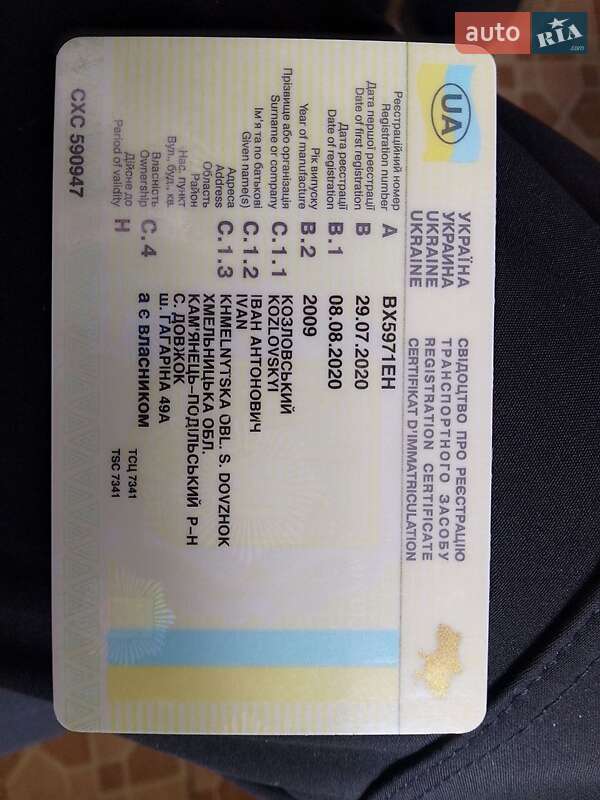 auto RIA.com
UA
УКРАЇНА
УКРАИНА
UKRAINE
UKRAINE
СВІДОЦТВО ПРО РЕЄСТРАЦІЮ
ТРАНСПОРТНОГО ЗАСОБУ
REGISTRATION CERTIFICATE
CERTIFIKAT D'IMMATRICULATION
Реєстраційний номер
Registration number A BX5971EH
Дата першої реєстрації
Date of first registration B 29.07.2020
Дата реєстрації
Date of registration B.1 08.08.2020
Рік випуску
Year of manufacture B.2 2009
Прізвище або організація C.1.1 КОЗЛОВСЬКИЙ
Surname or company KOZLOVSKYI
Ім'я та по батькові C.1.2 ІВАН АНТОНОВИЧ
Given name(s) IVAN
Адреса C.1.3 KHMELNYTSKA OBL. S. DOVZHOK
Address ХМЕЛЬНИЦЬКА ОБЛ.
Область КАМ'ЯНЕЦЬ-ПОДІЛЬСЬКИЙ Р-Н
Район С. ДОВЖОК
Нас. пункт Ш. ГАГАРІНА 49А
Вул., буд., кв.
Власність
Ownership C.4 а є власником
Дійсне до
Period of validity H
ТСЦ 7341
TSC 7341
СХС 590947